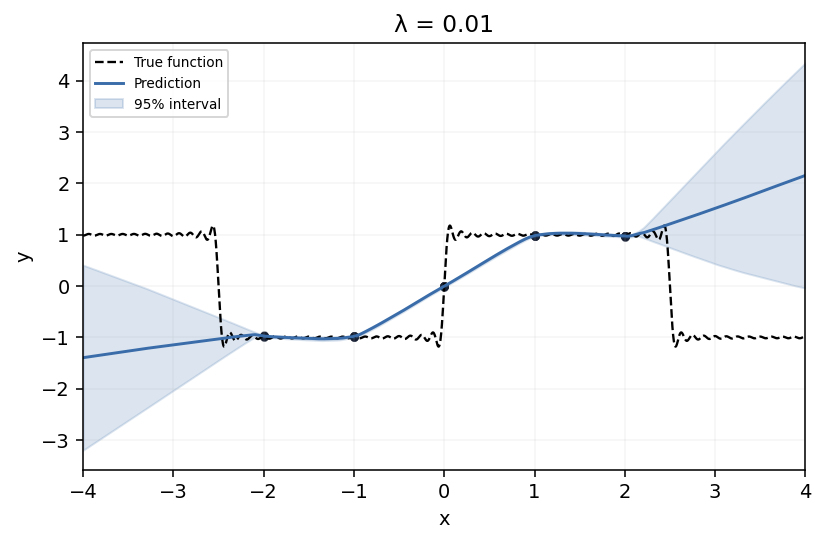 λ = 0.01
True function
Prediction
95% interval
y
4
3
2
1
0
−1
−2
−3
−4 −3 −2 −1 0 1 2 3 4
x